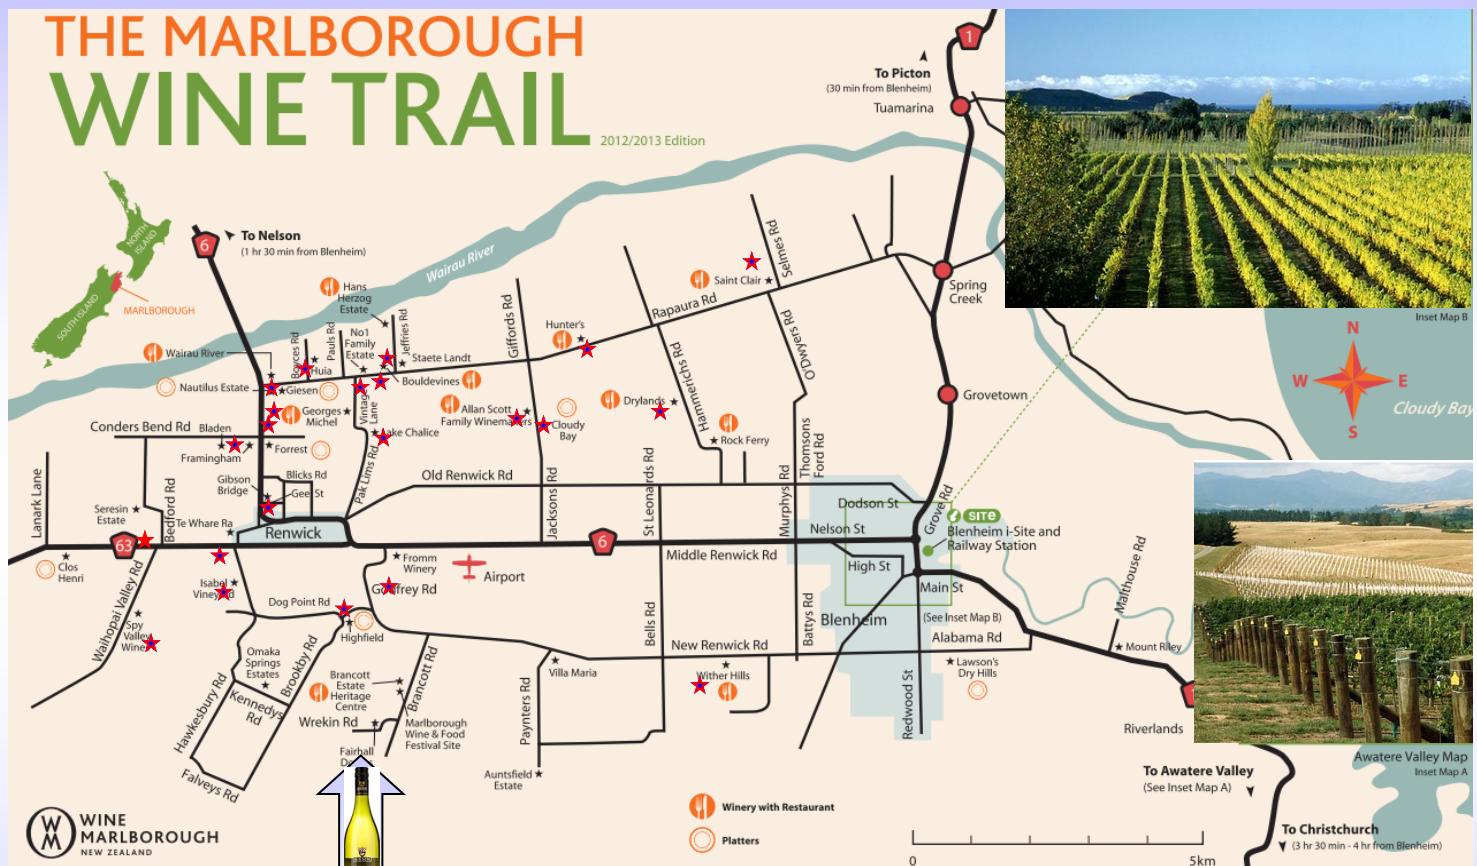 THE MARLBOROUGH
WINE TRAIL
2012/2013 Edition
1
To Picton
(30 min from Blenheim)
Tuamarina
Inset Map B
N
W
E
S
Cloudy Bay
NORTH
ISLAND
SOUTH ISLAND
MARLBOROUGH
6
To Nelson
(1 hr 30 min from Blenheim)
Wairau River
Hans
Herzog
Estate
Selmes Rd
Saint Clair
Rapaura Rd
Spring
Creek
Giffords Rd
Hunter's
Jeffries Rd
Pauls Rd
Boyces Rd
No1
Family
Estate
Staete Landt
Wairau River
Huia
O'Dwyers Rd
Hammerichs Rd
Nautilus Estate
Giesen
Bouldevines
Vintage
Lane
Georges
Michel
Allan Scott
Family Winemakers
Cloudy
Bay
Drylands
Grovetown
Conders Bend Rd
Bladen
Framingham
Forrest
Lake Chalice
Rock Ferry
Thomsons
Ford Rd
Pak Lims Rd
Old Renwick Rd
Blicks Rd
Gibson
Bridge
Gee St
Lanark Lane
Bedford Rd
Seresin
Estate
Te Whare Ra
Renwick
Jacksons Rd
St Leonards Rd
Murphys Rd
Dodson St
Nelson St
Grove Rd
SITE
Blenheim i-Site and
Railway Station
63
6
Middle Renwick Rd
High St
Main St
Clos
Henri
Fromm
Winery
Airport
Godfrey Rd
Isabel
Vineyard
Dog Point Rd
Highfield
Waihopai Valley Rd
Spy
Valley
Wines
Bells Rd
Battys Rd
Blenheim
(See Inset Map B)
Alabama Rd
Malthouse Rd
Mount Riley
New Renwick Rd
Omaka
Springs
Estates
Brookby Rd
Hawkesbury Rd
Kennedys
Rd
Falveys Rd
Brancott
Estate
Heritage
Centre
Brancott Rd
Wrekin Rd
Marlborough
Wine & Food
Festival Site
Fairhall
Villa Maria
Paynters Rd
Wither Hills
Lawson's
Dry Hills
Redwood St
Auntsfield
Estate
Riverlands
To Awatere Valley
(See Inset Map A)
Awatere Valley Map
Inset Map A
To Christchurch
(3 hr 30 min - 4 hr from Blenheim)
Winery with Restaurant
Platters
0
5km
WM
WINE
MARLBOROUGH
NEW ZEALAND